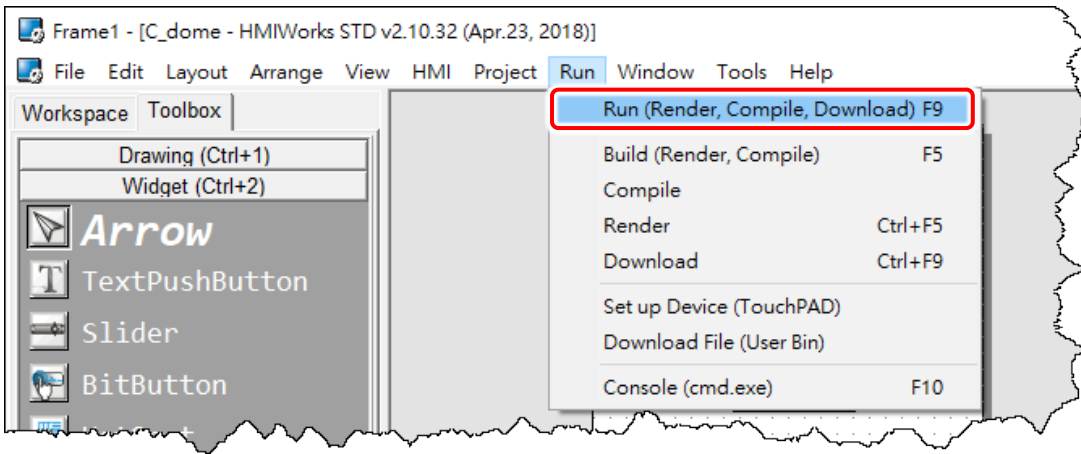 Frame1 - [C_dome - HMIWorks STD v2.10.32 (Apr.23, 2018)]
File Edit Layout Arrange View HMI Project Run Window Tools Help
Workspace Toolbox
Drawing (Ctrl+1)
Widget (Ctrl+2)
Arrow
TextPushButton
Slider
BitButton
Run (Render, Compile, Download) F9
Build (Render, Compile) F5
Compile
Render Ctrl+F5
Download Ctrl+F9
Set up Device (TouchPAD)
Download File (User Bin)
Console (cmd.exe) F10